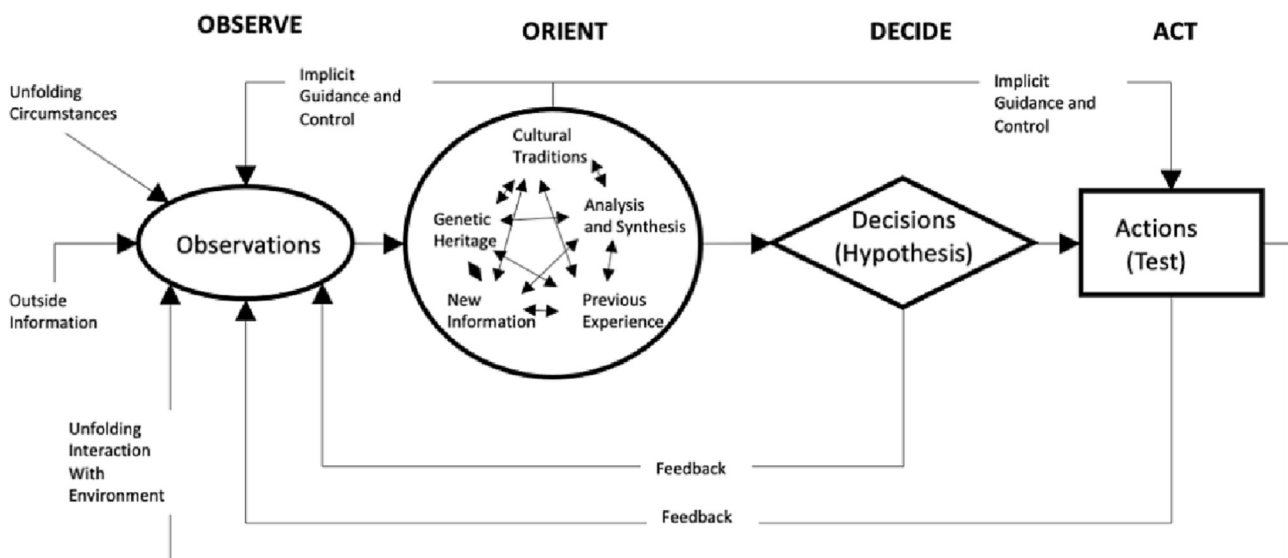 OBSERVE
ORIENT
DECIDE
ACT
Unfolding
Circumstances
Implicit
Guidance and
Control
Implicit
Guidance and
Control
Observations
Outside
Information
Cultural
Traditions
Genetic
Heritage
Analysis
and Synthesis
New
Information
Previous
Experience
Decisions
(Hypothesis)
Actions
(Test)
Unfolding
Interaction
With
Environment
Feedback
Feedback